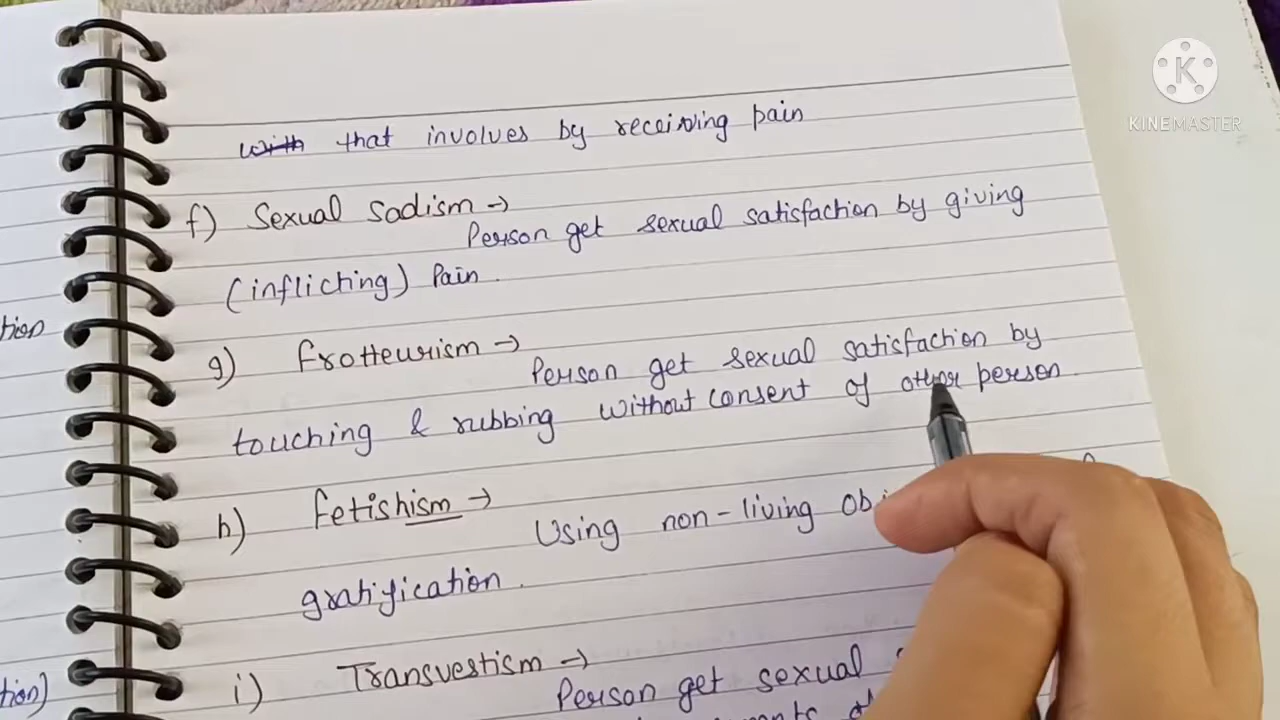 with that involves by receiving pain
f) Sexual Sadism →
Person get sexual satisfaction by giving
(inflicting) Pain.
g) Frotteurism →
Person get sexual satisfaction by
touching & rubbing without consent of other person.
h) Fetishism →
Using non-living
gratification.
i) Transvestism →
Person get sexual
tion
tion)
KINEMASTER